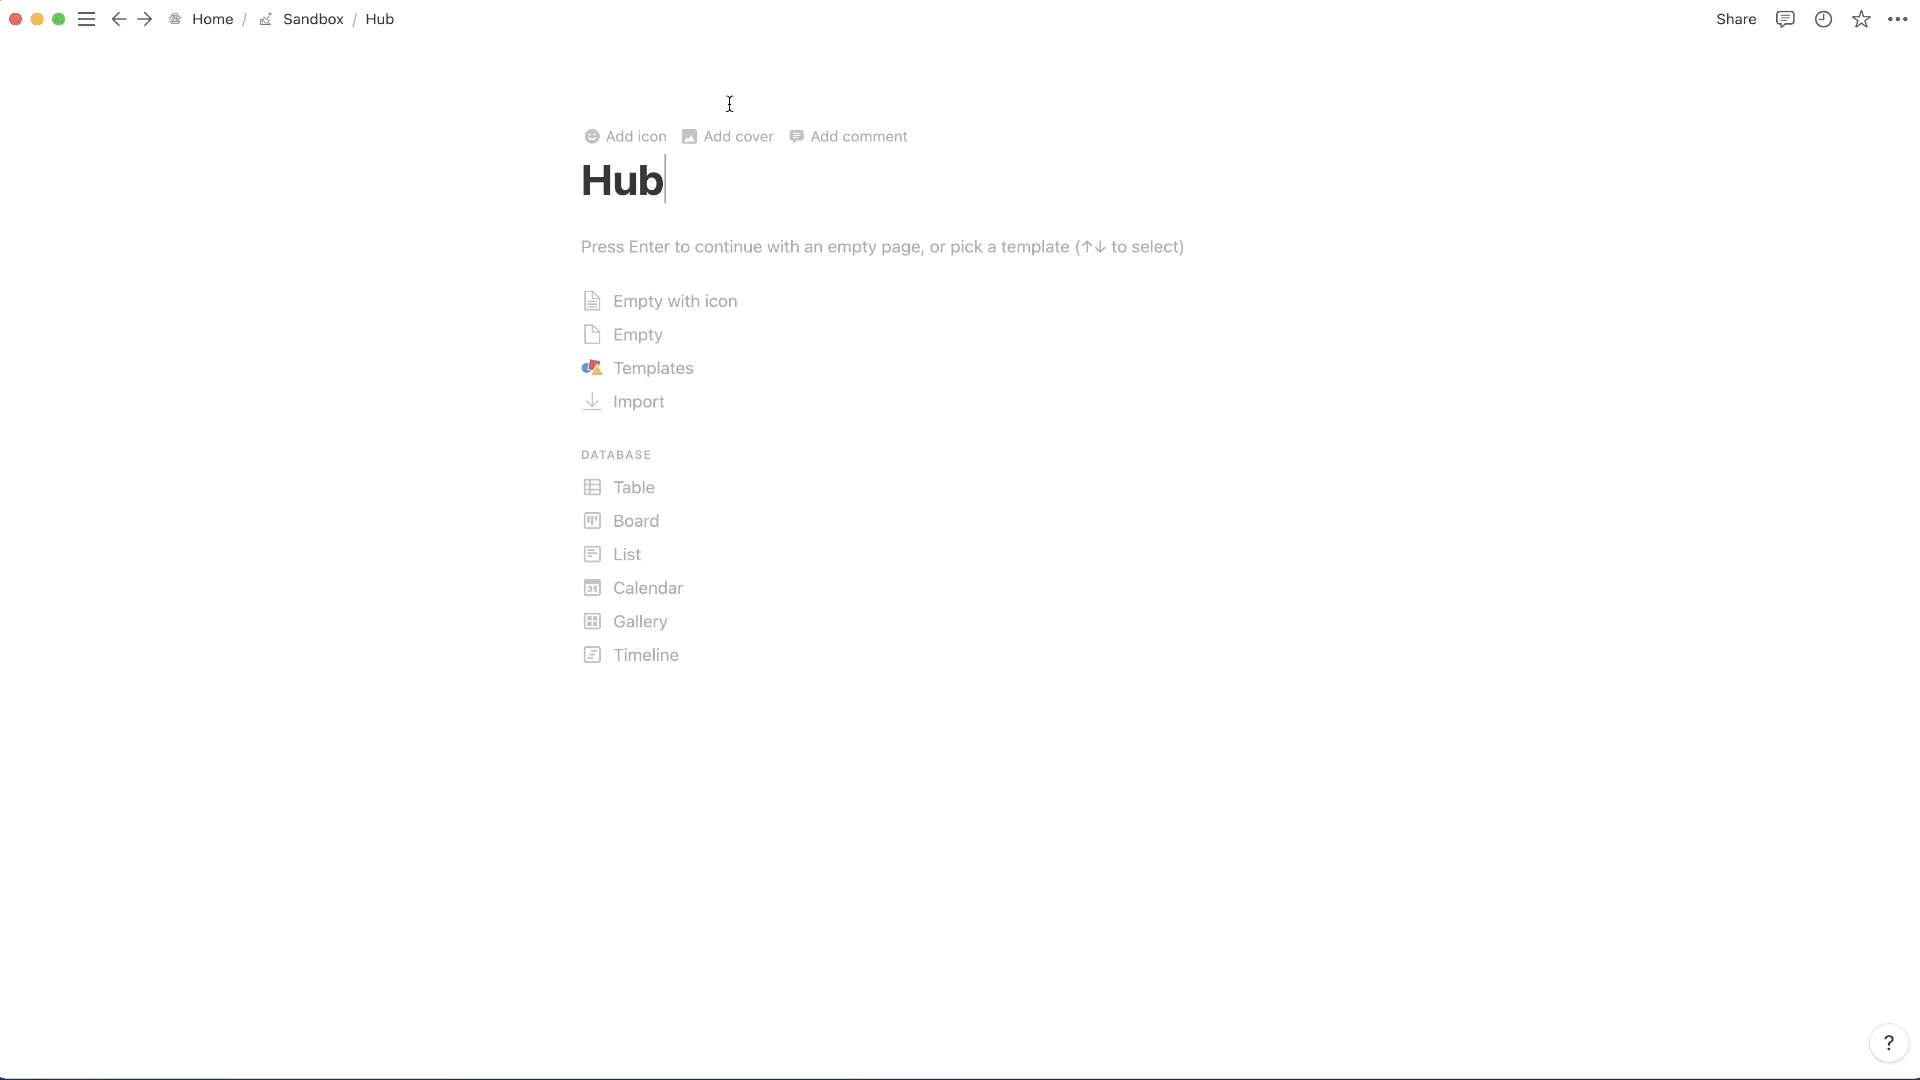 Home / Sandbox / Hub
Share
Add icon Add cover Add comment
Hub
Press Enter to continue with an empty page, or pick a template (↑↓ to select)
Empty with icon
Empty
Templates
Import
DATABASE
Table
Board
List
31 Calendar
Gallery
Timeline
?